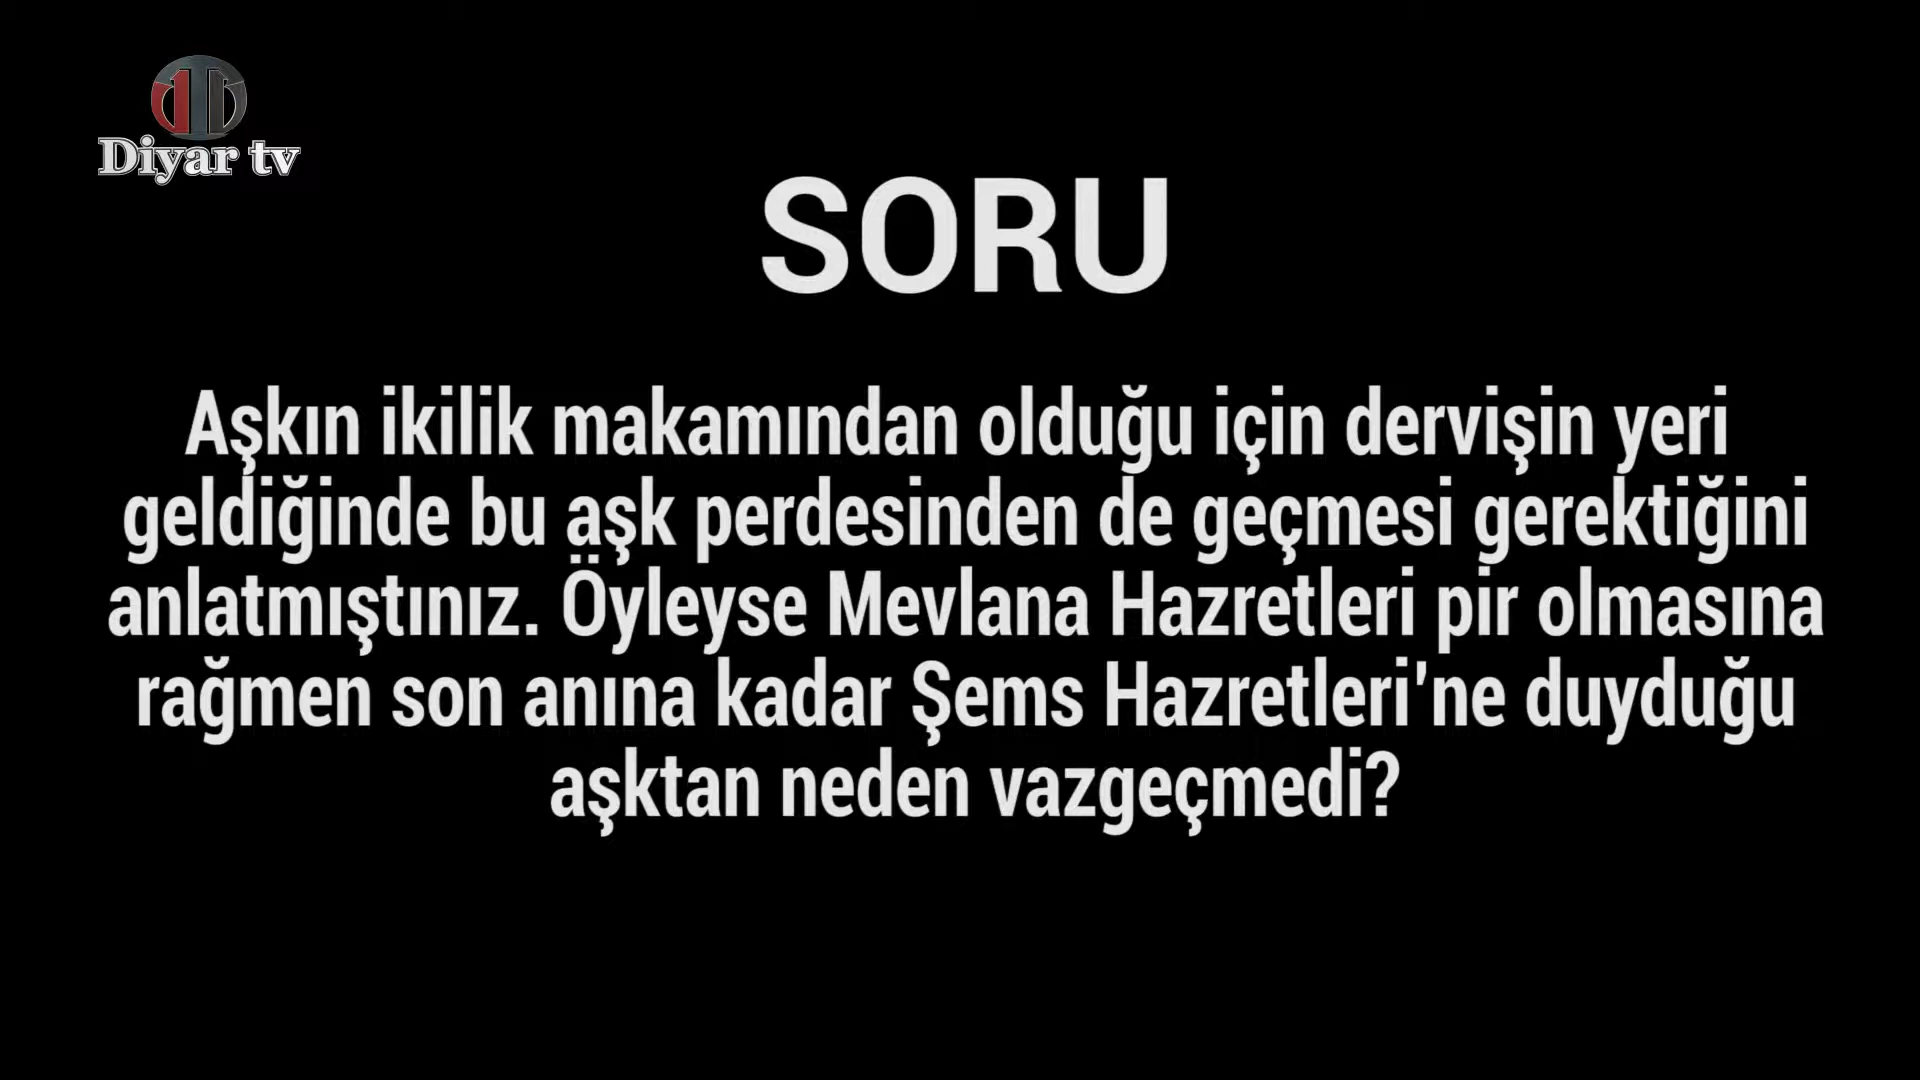 Diyar tv
SORU
Aşkın ikilik makamından olduğu için dervişin yeri
geldiğinde bu aşk perdesinden de geçmesi gerektiğini
anlatmıştınız. Öyleyse Mevlana Hazretleri pir olmasına
rağmen son anına kadar Şems Hazretleri'ne duyduğu
aşktan neden vazgeçmedi?